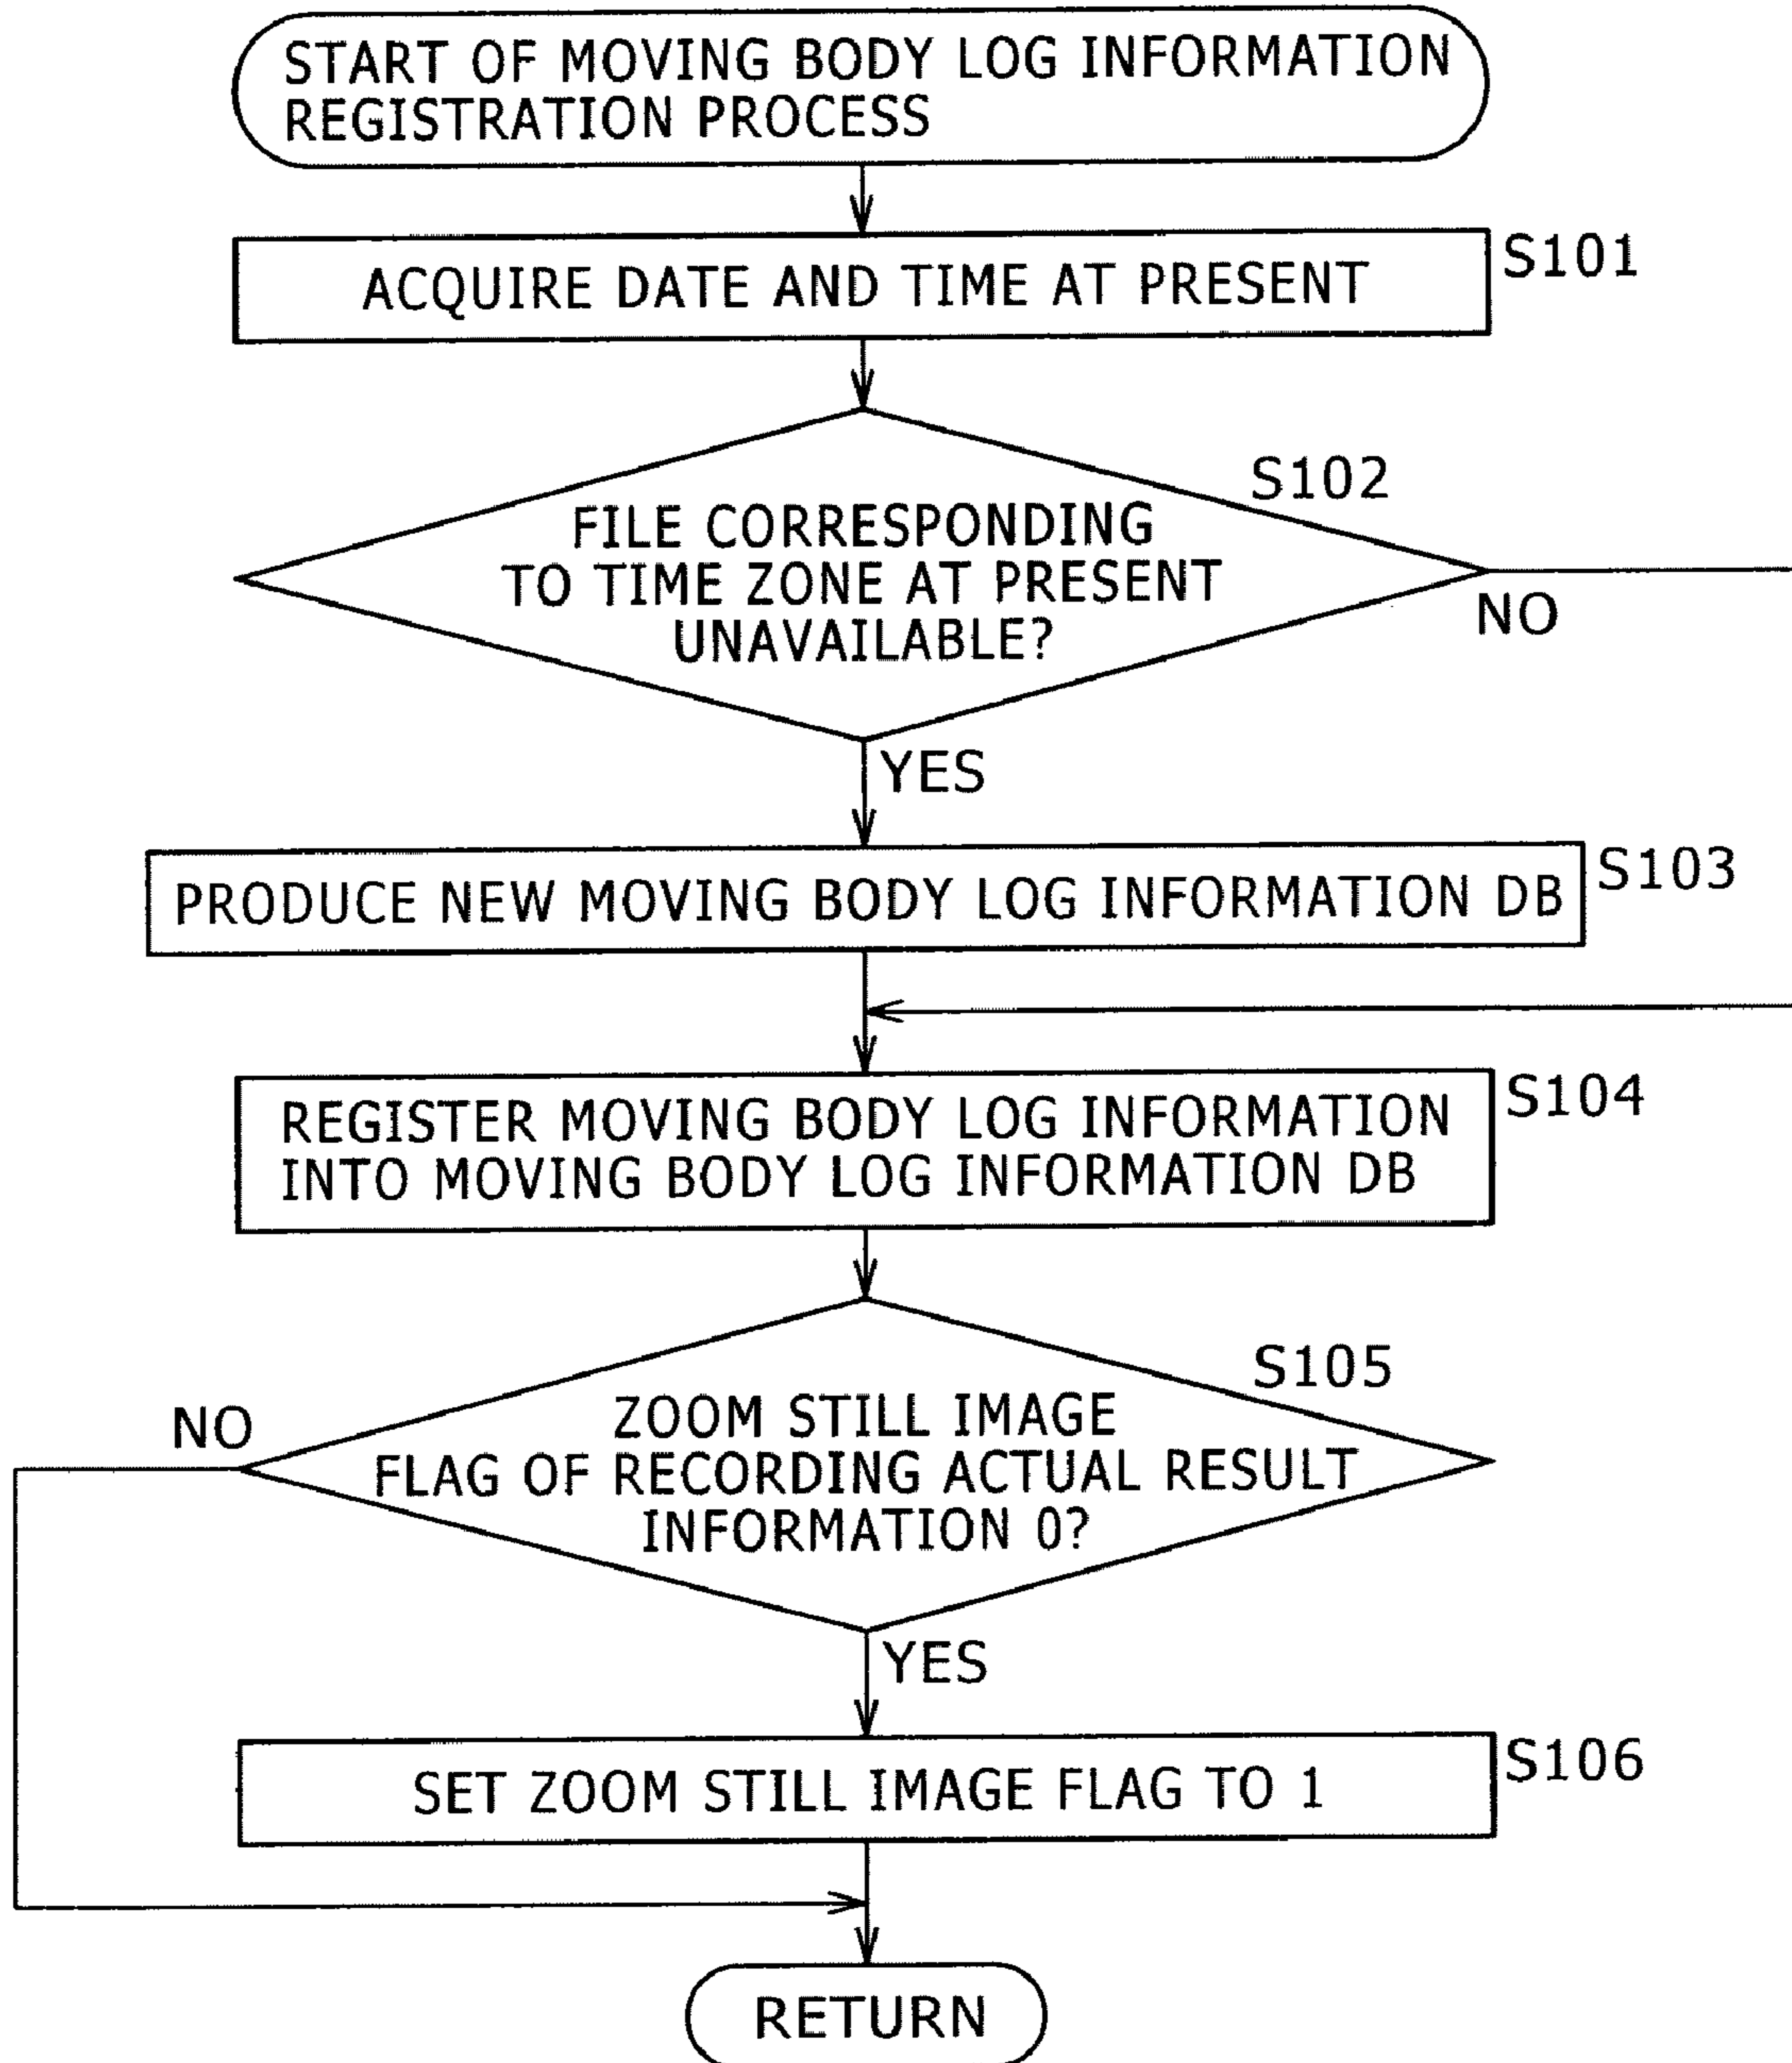 START OF MOVING BODY LOG INFORMATION
REGISTRATION PROCESS
ACQUIRE DATE AND TIME AT PRESENT
S101
S102
FILE CORRESPONDING
TO TIME ZONE AT PRESENT
UNAVAILABLE?
NO
YES
PRODUCE NEW MOVING BODY LOG INFORMATION DB
S103
REGISTER MOVING BODY LOG INFORMATION
INTO MOVING BODY LOG INFORMATION DB
S104
S105
ZOOM STILL IMAGE
FLAG OF RECORDING ACTUAL RESULT
INFORMATION 0?
NO
YES
SET ZOOM STILL IMAGE FLAG TO 1
S106
RETURN